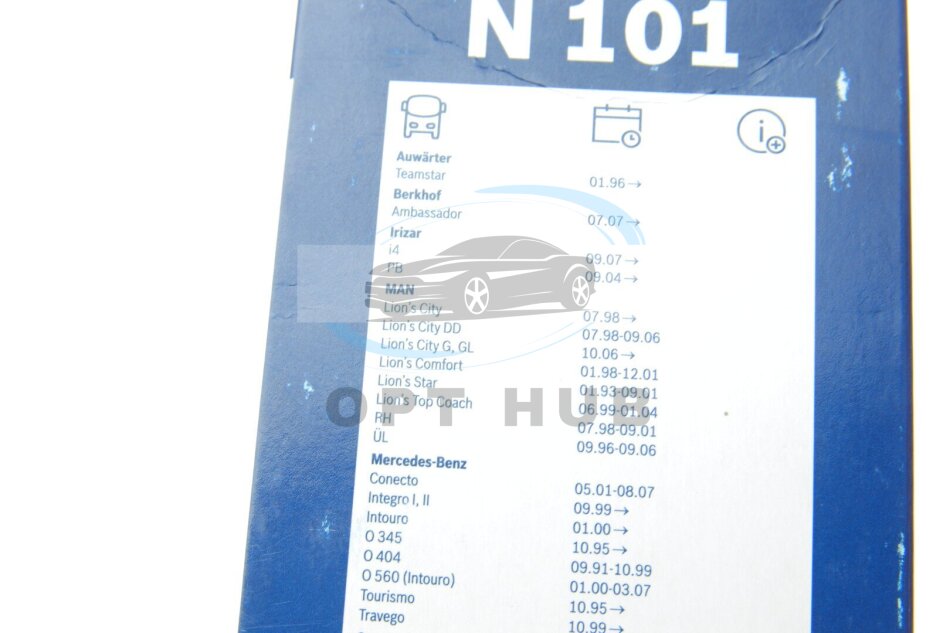 N 101
Auwärter
Teamstar 01.96→
Berkhof
Ambassador 07.07→
Irizar
i4 09.07→
PB 09.04→
MAN
Lion's City 07.98→
Lion's City DD 07.98-09.06
Lion's City G, GL 10.06→
Lion's Comfort 01.98-12.01
Lion's Star 01.93-09.01
Lion's Top Coach 06.99-01.04
RH 07.98-09.01
ÜL 09.96-09.06
Mercedes-Benz
Conecto 05.01-08.07
Integro I, II 09.99→
Intouro 01.00→
O 345 10.95→
O 404 09.91-10.99
O 560 (Intouro) 01.00-03.07
Tourismo 10.95→
Travego 10.99→
OPT HUB